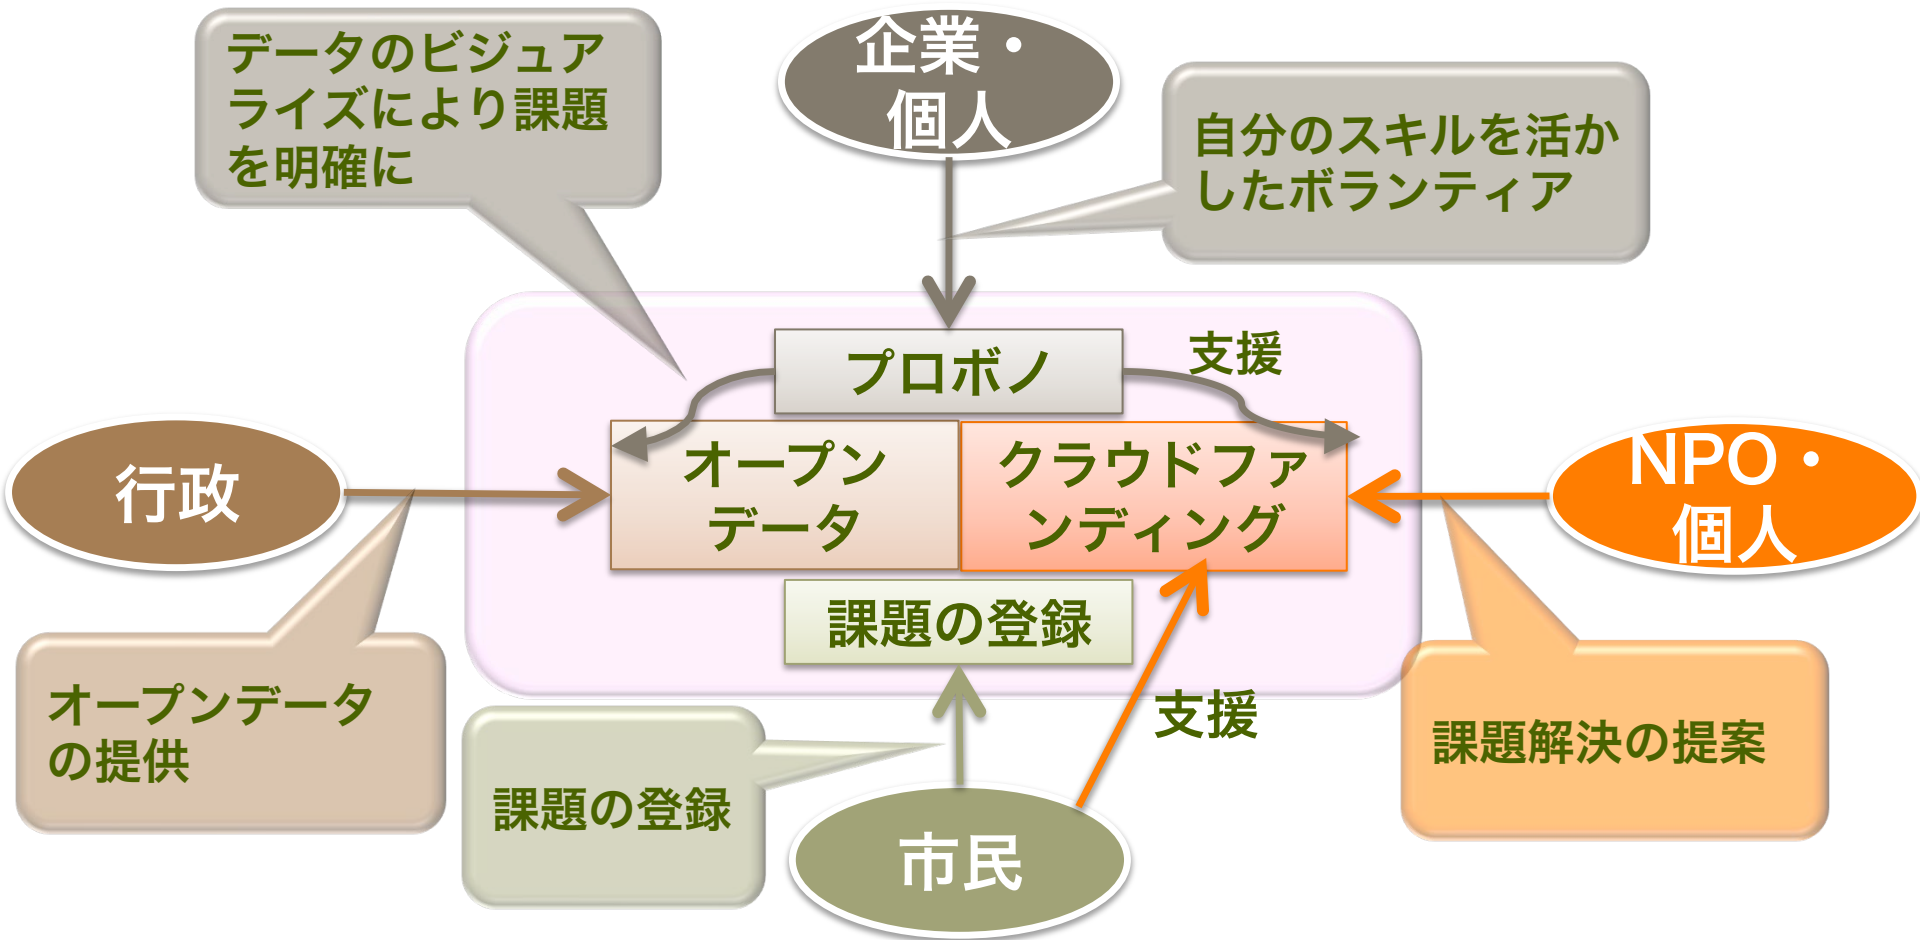 データのビジュア
ライズにより課題
を明確に
企業・
個人
自分のスキルを活か
したボランティア
プロボノ
支援
行政
オープン
データ
クラウドファ
ンディング
NPO・
個人
課題の登録
オープンデータ
の提供
課題の登録
支援
課題解決の提案
市民